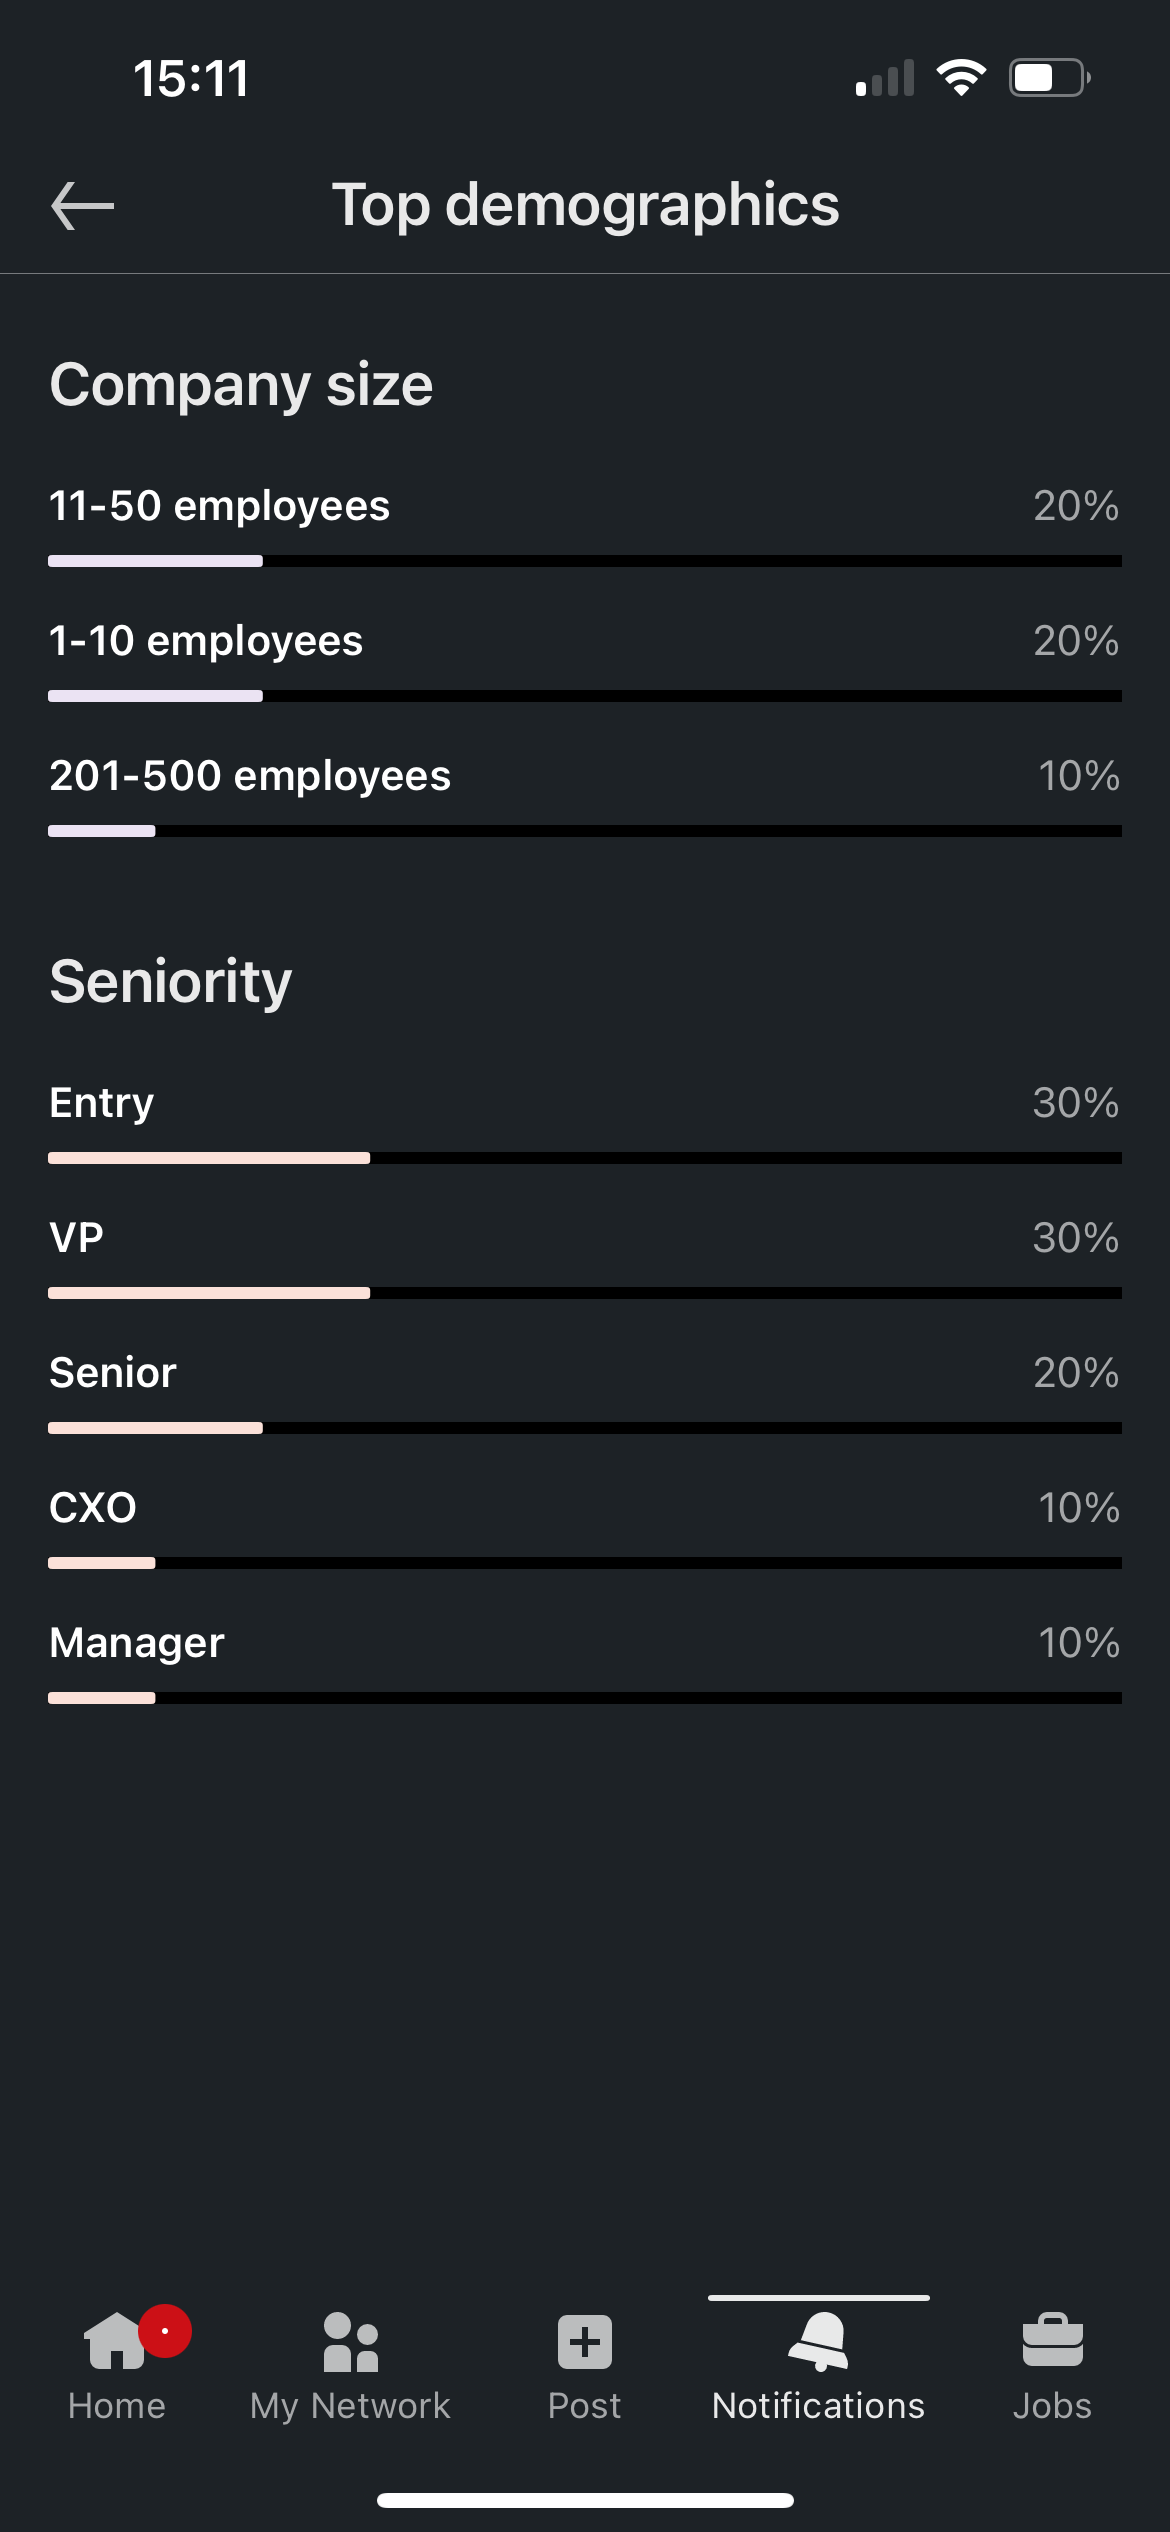 15:11
Top demographics
Company size
11-50 employees 20%
1-10 employees 20%
201-500 employees 10%
Seniority
Entry 30%
VP 30%
Senior 20%
CXO 10%
Manager 10%
Home My Network Post Notifications Jobs